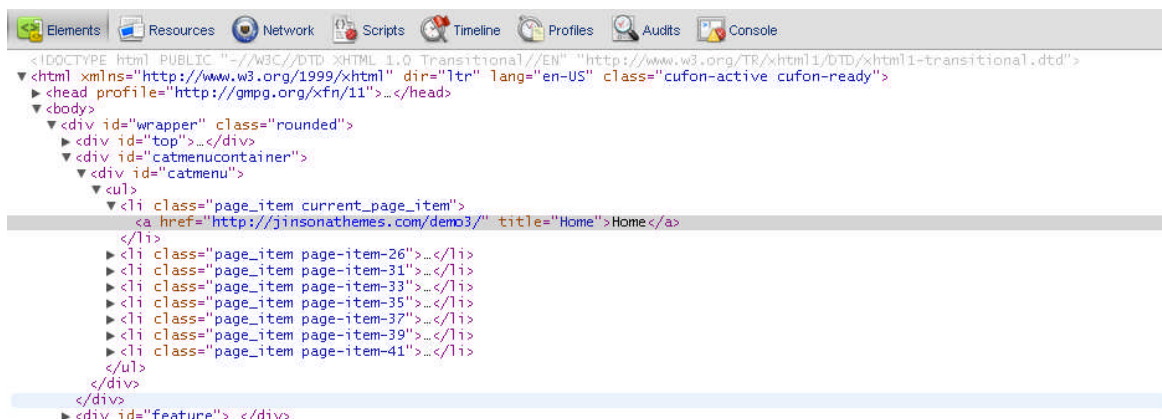 Elements Resources Network Scripts Timeline Profiles Audits Console
<!DOCTYPE html PUBLIC "-//W3C//DTD XHTML 1.0 Transitional//EN" "http://www.w3.org/TR/xhtml1/DTD/xhtml1-transitional.dtd">
▼<html xmlns="http://www.w3.org/1999/xhtml" dir="ltr" lang="en-US" class="cufon-active cufon-ready">
▶<head profile="http://gmpg.org/xfn/11">…</head>
▼<body>
▼<div id="wrapper" class="rounded">
▶<div id="top">…</div>
▼<div id="catmenucontainer">
▼<div id="catmenu">
▼<ul>
▼<li class="page_item current_page_item">
<a href="http://jinsonathemes.com/demo3/" title="Home">Home</a>
</li>
▶<li class="page_item page-item-26">…</li>
▶<li class="page_item page-item-31">…</li>
▶<li class="page_item page-item-33">…</li>
▶<li class="page_item page-item-35">…</li>
▶<li class="page_item page-item-37">…</li>
▶<li class="page_item page-item-39">…</li>
▶<li class="page_item page-item-41">…</li>
</ul>
</div>
</div>
▶<div id="feature">…</div>